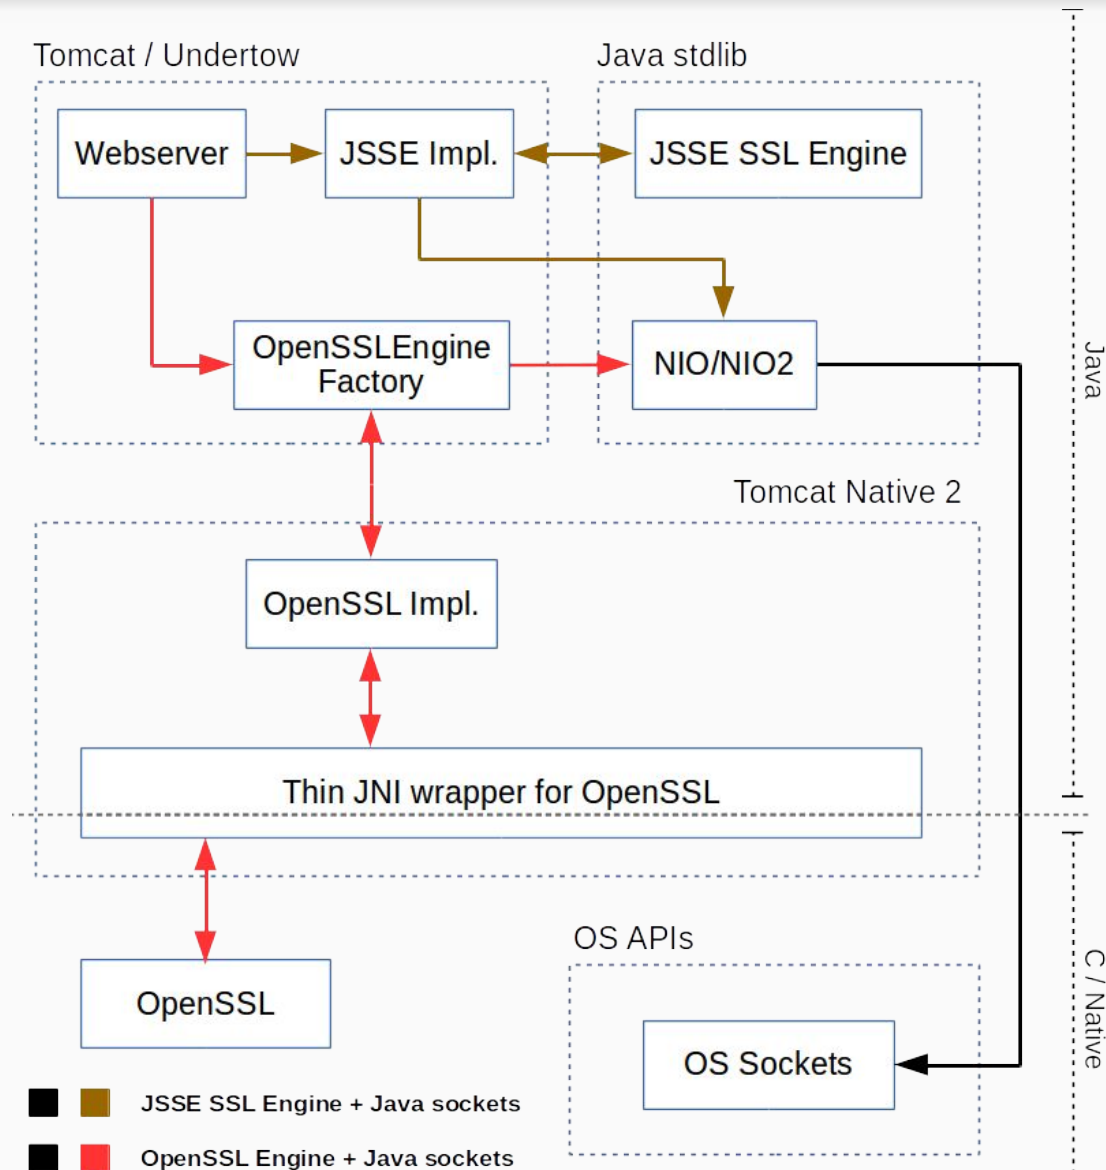 Tomcat / Undertow
Java stdlib
Webserver
JSSE Impl.
JSSE SSL Engine
OpenSSLEngine
Factory
NIO/NIO2
Java
Tomcat Native 2
OpenSSL Impl.
Thin JNI wrapper for OpenSSL
OS APIs
C / Native
OpenSSL
OS Sockets
JSSE SSL Engine + Java sockets
OpenSSL Engine + Java sockets